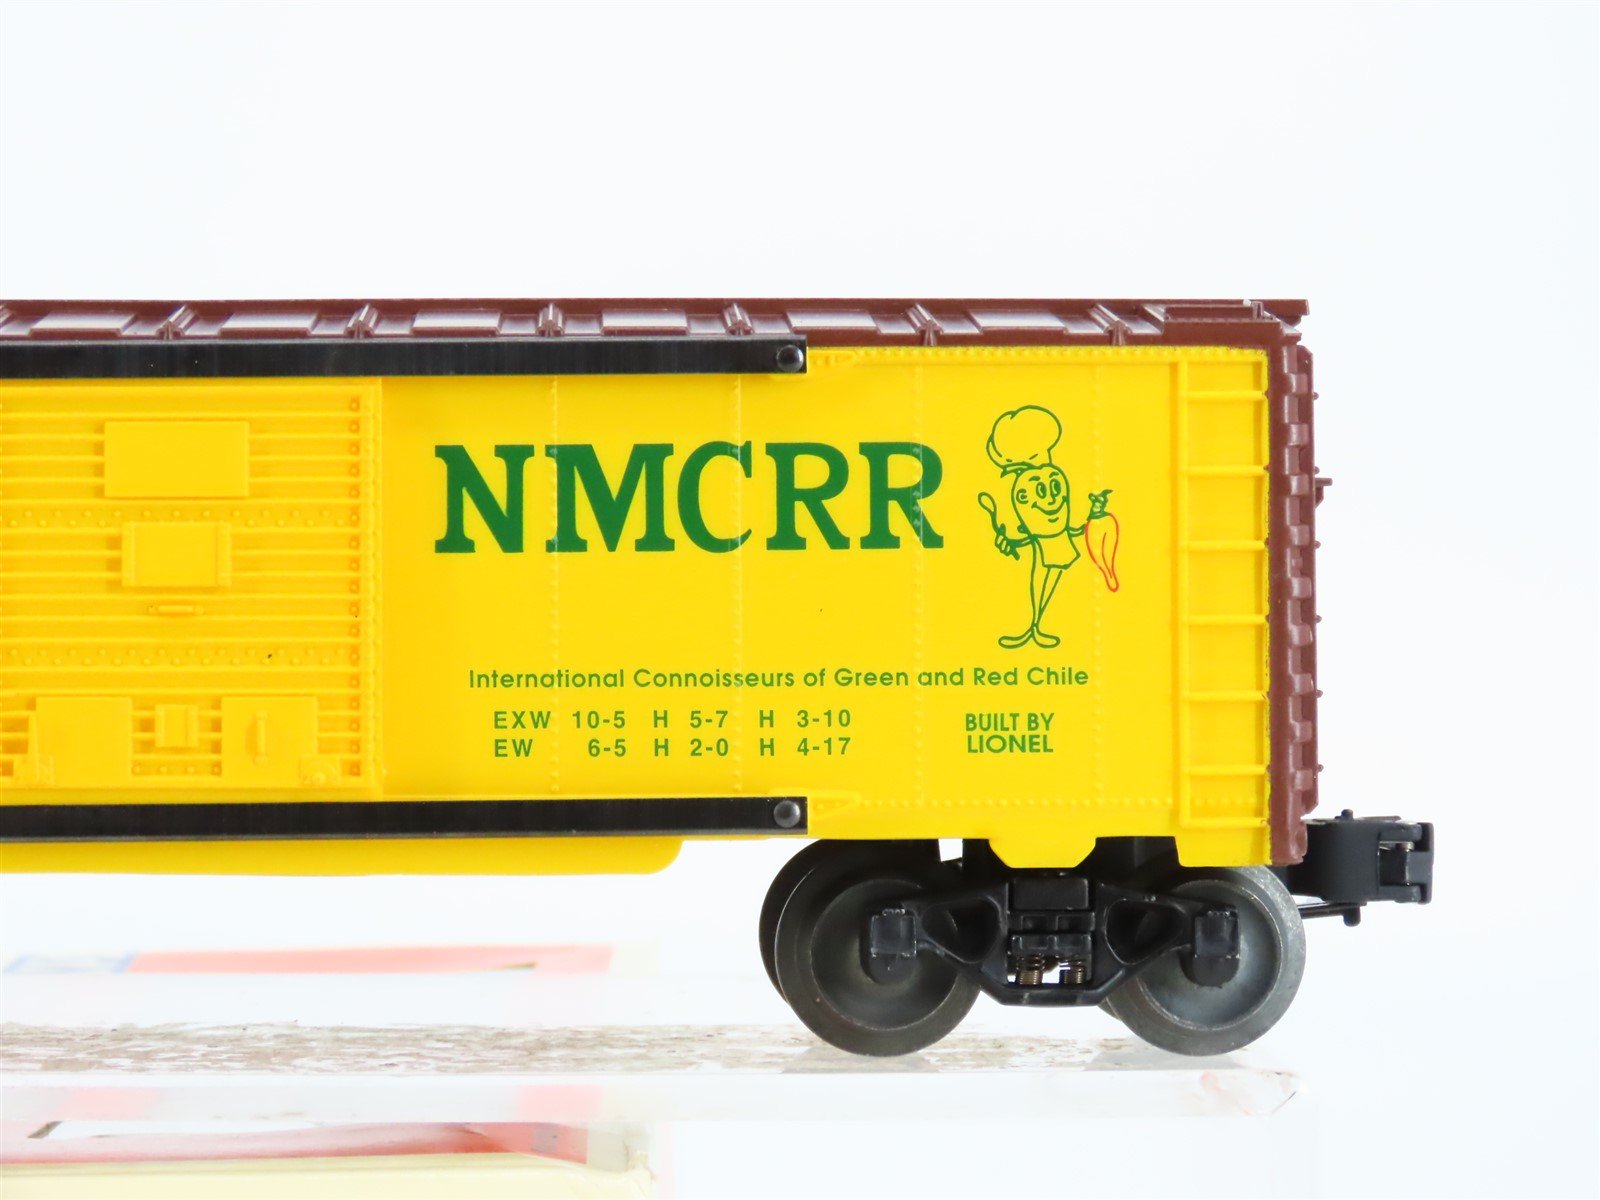 NMCRR
International Connoisseurs of Green and Red Chile
EXW 10-5 H 5-7 H 3-10
EW 6-5 H 2-0 H 4-17
BUILT BY
LIONEL